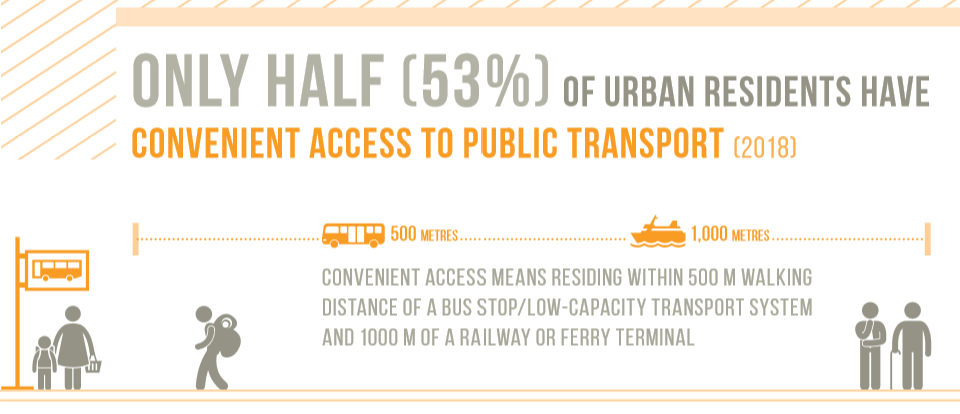 ONLY HALF (53%) OF URBAN RESIDENTS HAVE
CONVENIENT ACCESS TO PUBLIC TRANSPORT (2018)
500 METRES
1,000 METRES
CONVENIENT ACCESS MEANS RESIDING WITHIN 500 M WALKING
DISTANCE OF A BUS STOP/LOW-CAPACITY TRANSPORT SYSTEM
AND 1000 M OF A RAILWAY OR FERRY TERMINAL